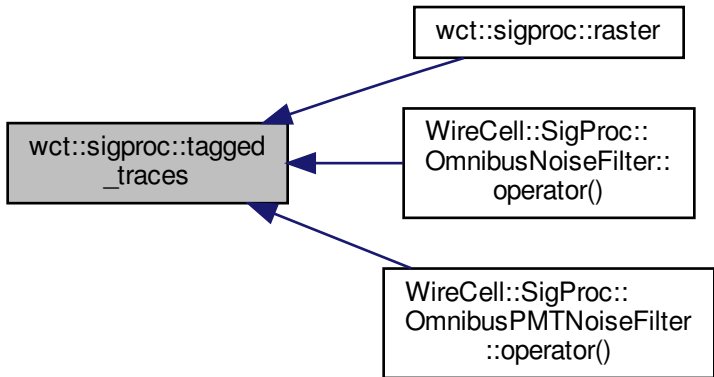 wct::sigproc::raster
wct::sigproc::tagged
_traces
WireCell::SigProc::
OmnibusNoiseFilter::
operator()
WireCell::SigProc::
OmnibusPMTNoiseFilter
::operator()